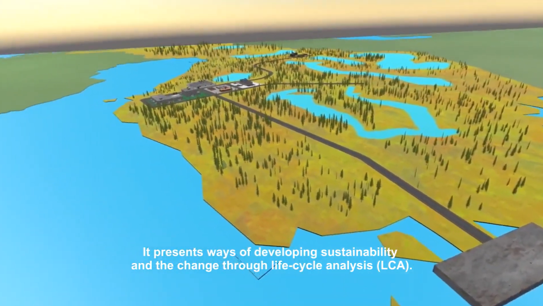 It presents ways of developing sustainability
and the change through life-cycle analysis (LCA).